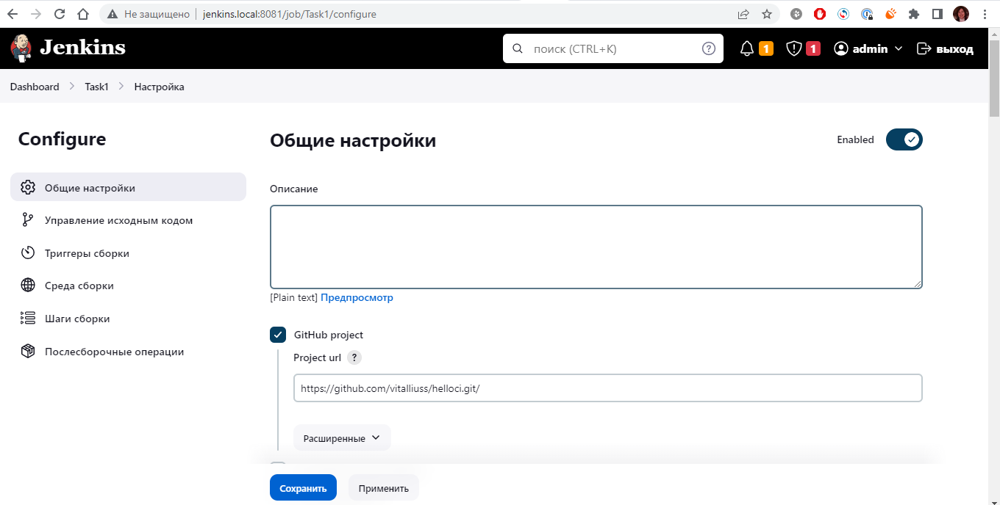 Не защищено jenkins.local:8081/job/Task1/configure
Jenkins поиск (CTRL+K) ? 1 1 admin выход
Dashboard Task1 Настройка
Configure
Общие настройки
Управление исходным кодом
Триггеры сборки
Среда сборки
Шаги сборки
Послесборочные операции
Общие настройки Enabled
Описание
[Plain text] Предпросмотр
GitHub project
Project url ?
https://github.com/vitalliuss/helloci.git/
Расширенные
Сохранить Применить